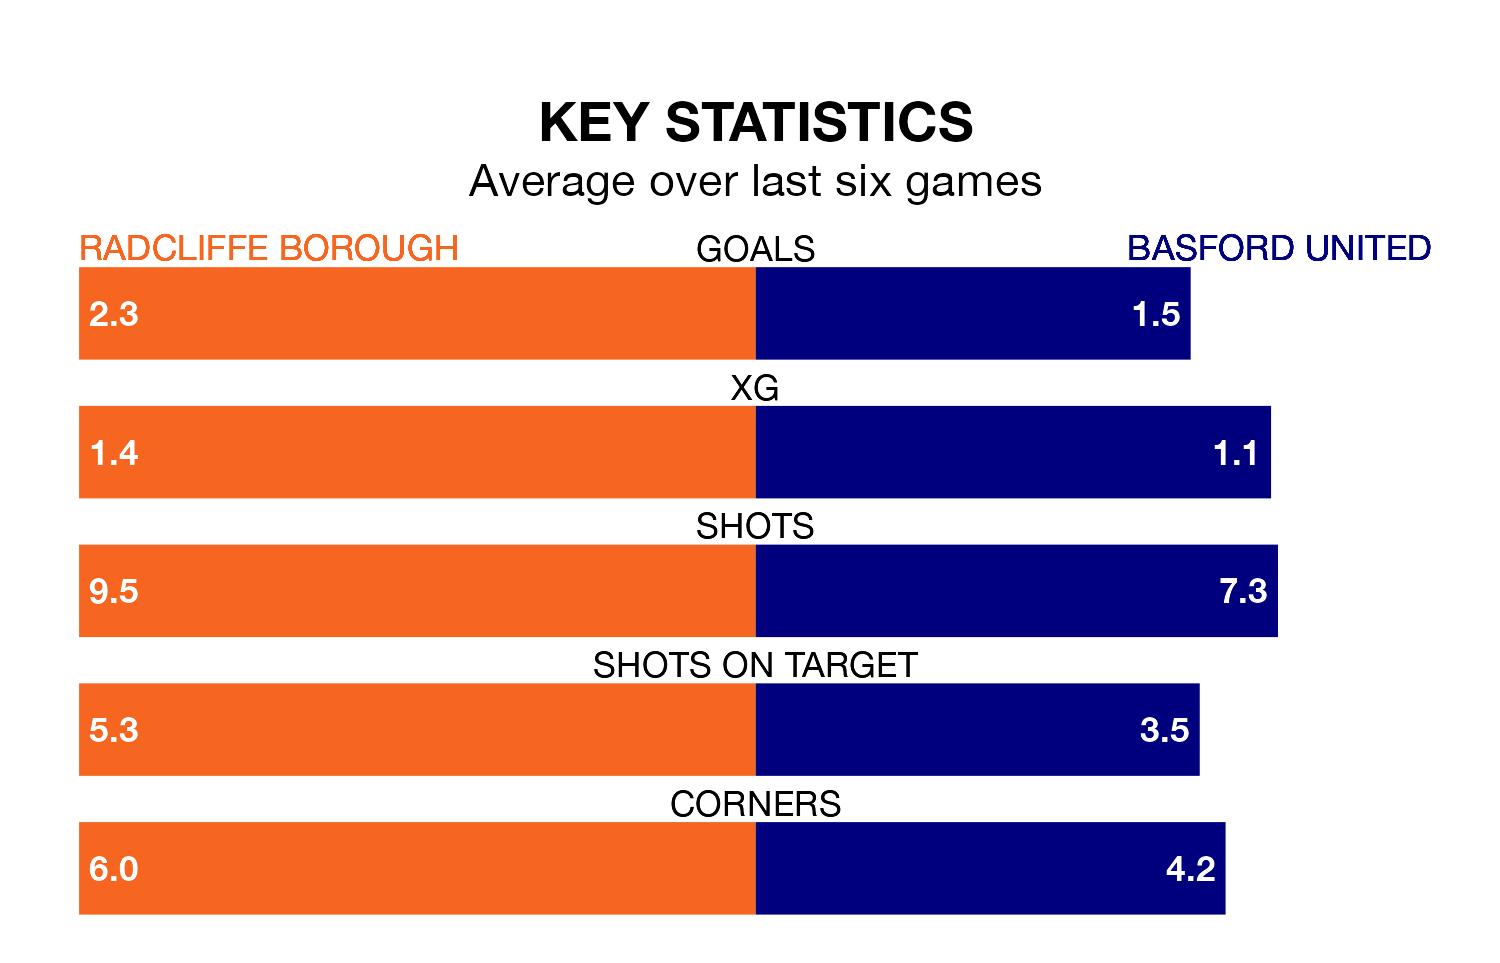 KEY STATISTICS
Average over last six games
RADCLIFFE BOROUGH GOALS BASFORD UNITED
2.3 1.5
XG
1.4 1.1
SHOTS
9.5 7.3
SHOTS ON TARGET
5.3 3.5
CORNERS
6.0 4.2